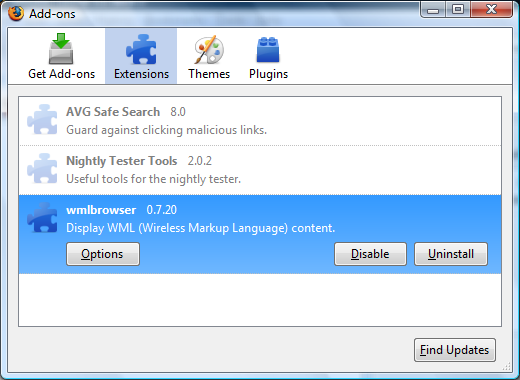 Add-ons
Get Add-ons Extensions Themes Plugins
AVG Safe Search 8.0
Guard against clicking malicious links.
Nightly Tester Tools 2.0.2
Useful tools for the nightly tester.
wmlbrowser 0.7.20
Display WML (Wireless Markup Language) content.
Options Disable Uninstall
Find Updates